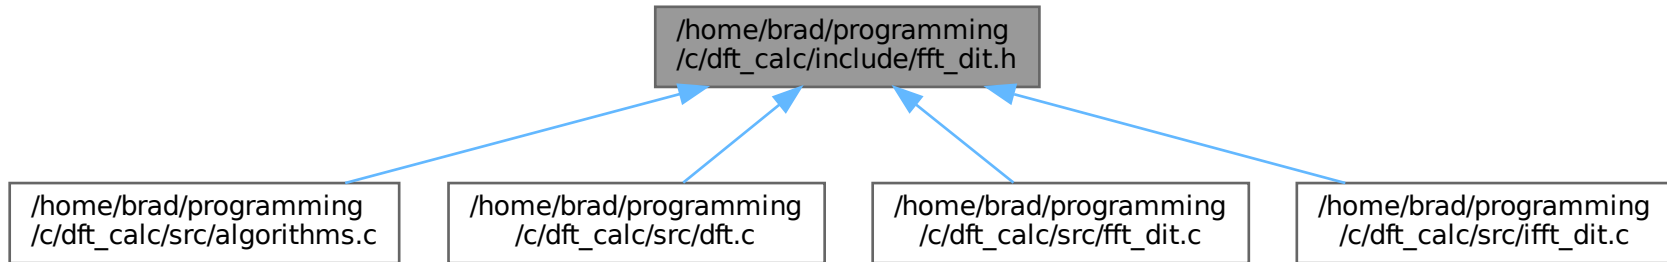 /home/brad/programming
/c/dft_calc/include/fft_dit.h
/home/brad/programming
/c/dft_calc/src/algorithms.c
/home/brad/programming
/c/dft_calc/src/dft.c
/home/brad/programming
/c/dft_calc/src/fft_dit.c
/home/brad/programming
/c/dft_calc/src/ifft_dit.c